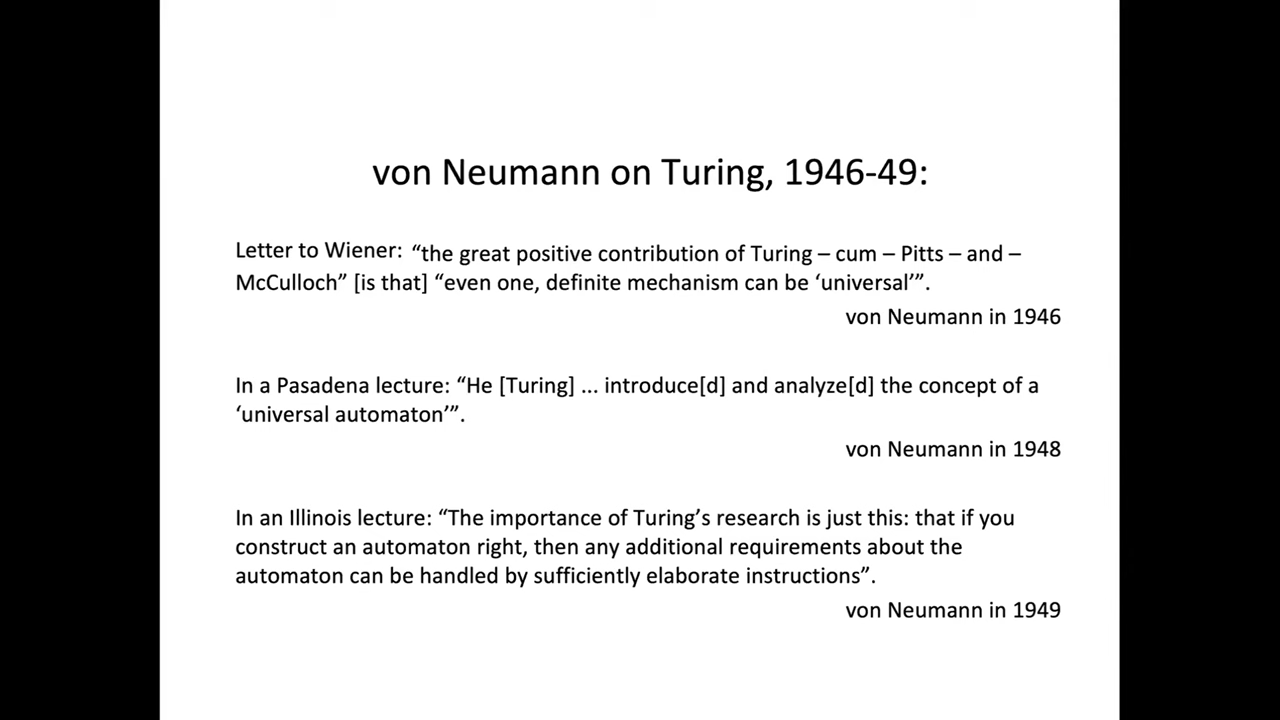 von Neumann on Turing, 1946-49:
Letter to Wiener: “the great positive contribution of Turing – cum – Pitts – and –
McCulloch” [is that] “even one, definite mechanism can be ‘universal’”.
von Neumann in 1946
In a Pasadena lecture: “He [Turing] ... introduce[d] and analyze[d] the concept of a
‘universal automaton’”.
von Neumann in 1948
In an Illinois lecture: “The importance of Turing’s research is just this: that if you
construct an automaton right, then any additional requirements about the
automaton can be handled by sufficiently elaborate instructions”.
von Neumann in 1949